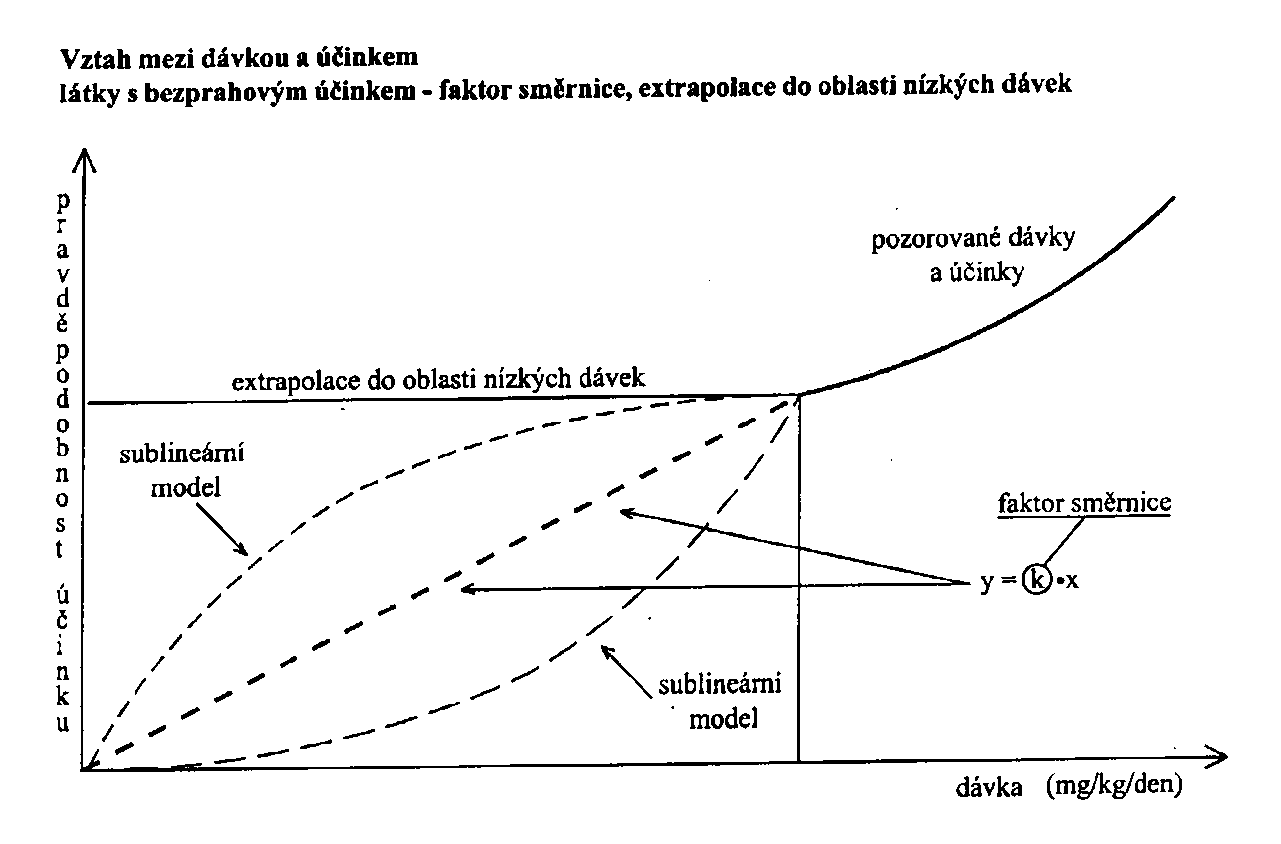 Vztah mezi dávkou a účinkem
látky s bezprahovým účinkem - faktor směrnice, extrapolace do oblasti nízkých dávek
pravděpodobnost účinku
pozorované dávky
a účinky
extrapolace do oblasti nízkých dávek
sublineární
model
faktor směrnice
y = k•x
sublineárni
model
dávka (mg/kg/den)